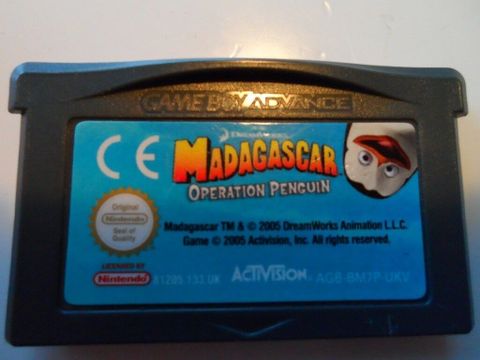 GAME BOY ADVANCE
DREAMWORKS
CE
MADAGASCAR
OPERATION PENGUIN
Original
Nintendo
Seal of
Quality
Madagascar TM & © 2005 DreamWorks Animation L.L.C.
Game © 2005 Activision, Inc. All rights reserved.
LICENSED BY
Nintendo
81285.133.UK
ACTIVISION
AGB-BM7P-UKV